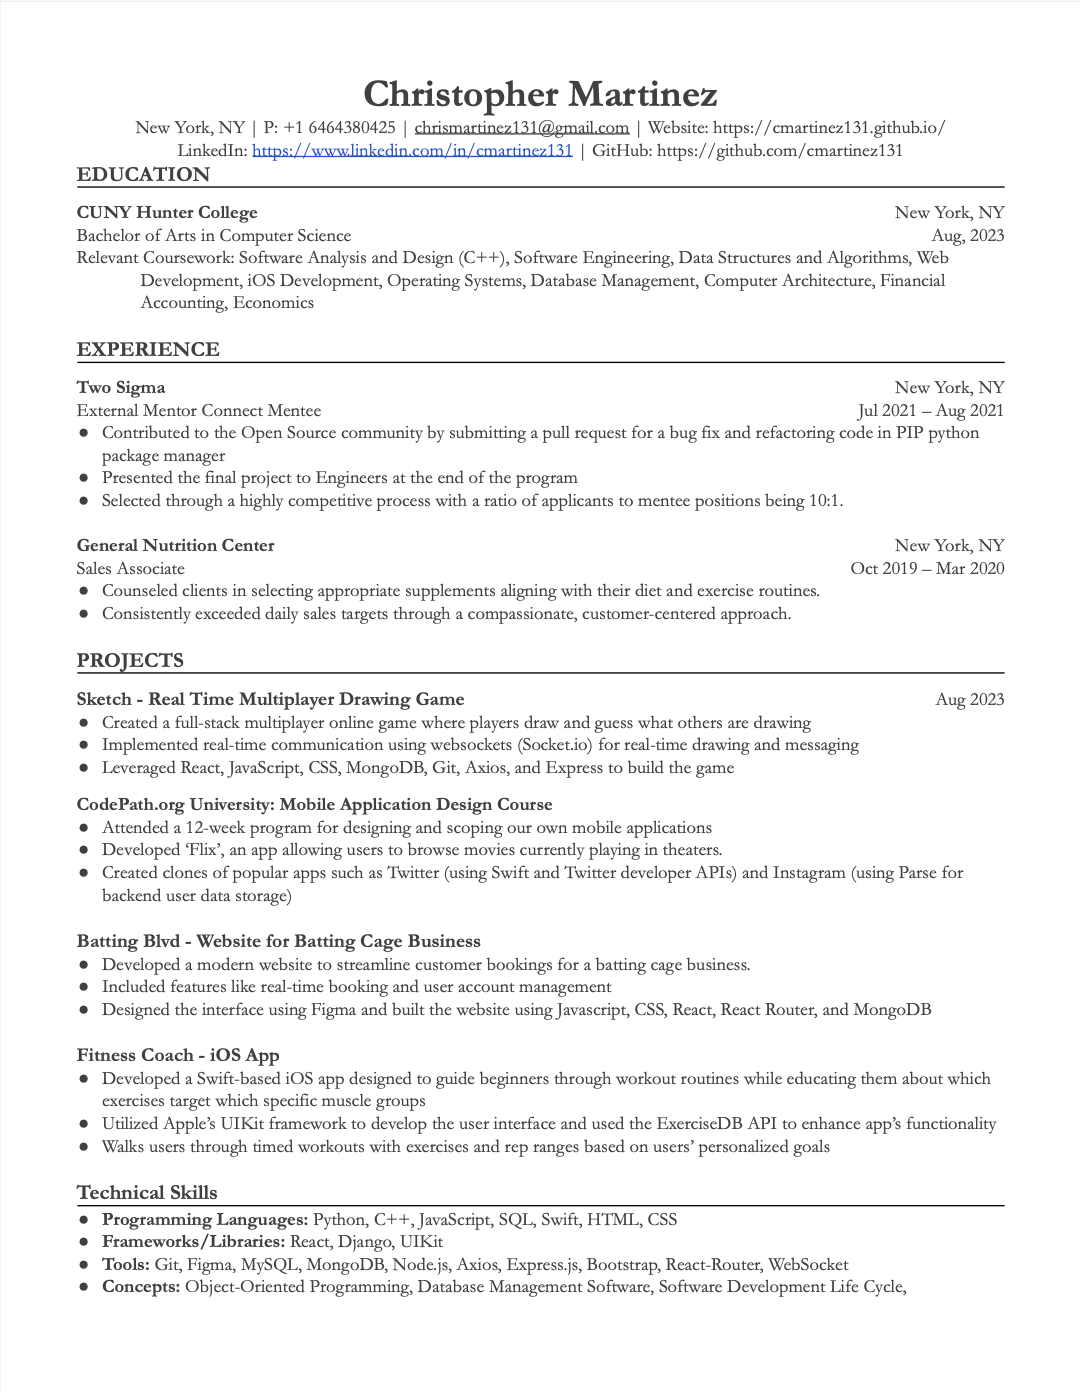 Christopher Martinez
New York, NY | P: +1 6464380425 | chrismartinez131@gmail.com | Website: https://cmartinez131.github.io/
LinkedIn: https://www.linkedin.com/in/cmartinez131 | GitHub: https://github.com/cmartinez131
EDUCATION
CUNY Hunter College New York, NY
Bachelor of Arts in Computer Science Aug, 2023
Relevant Coursework: Software Analysis and Design (C++), Software Engineering, Data Structures and Algorithms, Web
Development, iOS Development, Operating Systems, Database Management, Computer Architecture, Financial
Accounting, Economics
EXPERIENCE
Two Sigma New York, NY
External Mentor Connect Mentee Jul 2021 – Aug 2021
● Contributed to the Open Source community by submitting a pull request for a bug fix and refactoring code in PIP python
package manager
● Presented the final project to Engineers at the end of the program
● Selected through a highly competitive process with a ratio of applicants to mentee positions being 10:1.
General Nutrition Center New York, NY
Sales Associate Oct 2019 – Mar 2020
● Counseled clients in selecting appropriate supplements aligning with their diet and exercise routines.
● Consistently exceeded daily sales targets through a compassionate, customer-centered approach.
PROJECTS
Sketch - Real Time Multiplayer Drawing Game Aug 2023
● Created a full-stack multiplayer online game where players draw and guess what others are drawing
● Implemented real-time communication using websockets (Socket.io) for real-time drawing and messaging
● Leveraged React, JavaScript, CSS, MongoDB, Git, Axios, and Express to build the game
CodePath.org University: Mobile Application Design Course
● Attended a 12-week program for designing and scoping our own mobile applications
● Developed ‘Flix’, an app allowing users to browse movies currently playing in theaters.
● Created clones of popular apps such as Twitter (using Swift and Twitter developer APIs) and Instagram (using Parse for
backend user data storage)
Batting Blvd - Website for Batting Cage Business
● Developed a modern website to streamline customer bookings for a batting cage business.
● Included features like real-time booking and user account management
● Designed the interface using Figma and built the website using Javascript, CSS, React, React Router, and MongoDB
Fitness Coach - iOS App
● Developed a Swift-based iOS app designed to guide beginners through workout routines while educating them about which
exercises target which specific muscle groups
● Utilized Apple’s UIKit framework to develop the user interface and used the ExerciseDB API to enhance app’s functionality
● Walks users through timed workouts with exercises and rep ranges based on users’ personalized goals
Technical Skills
● Programming Languages: Python, C++, JavaScript, SQL, Swift, HTML, CSS
● Frameworks/Libraries: React, Django, UIKit
● Tools: Git, Figma, MySQL, MongoDB, Node.js, Axios, Express.js, Bootstrap, React-Router, WebSocket
● Concepts: Object-Oriented Programming, Database Management Software, Software Development Life Cycle,